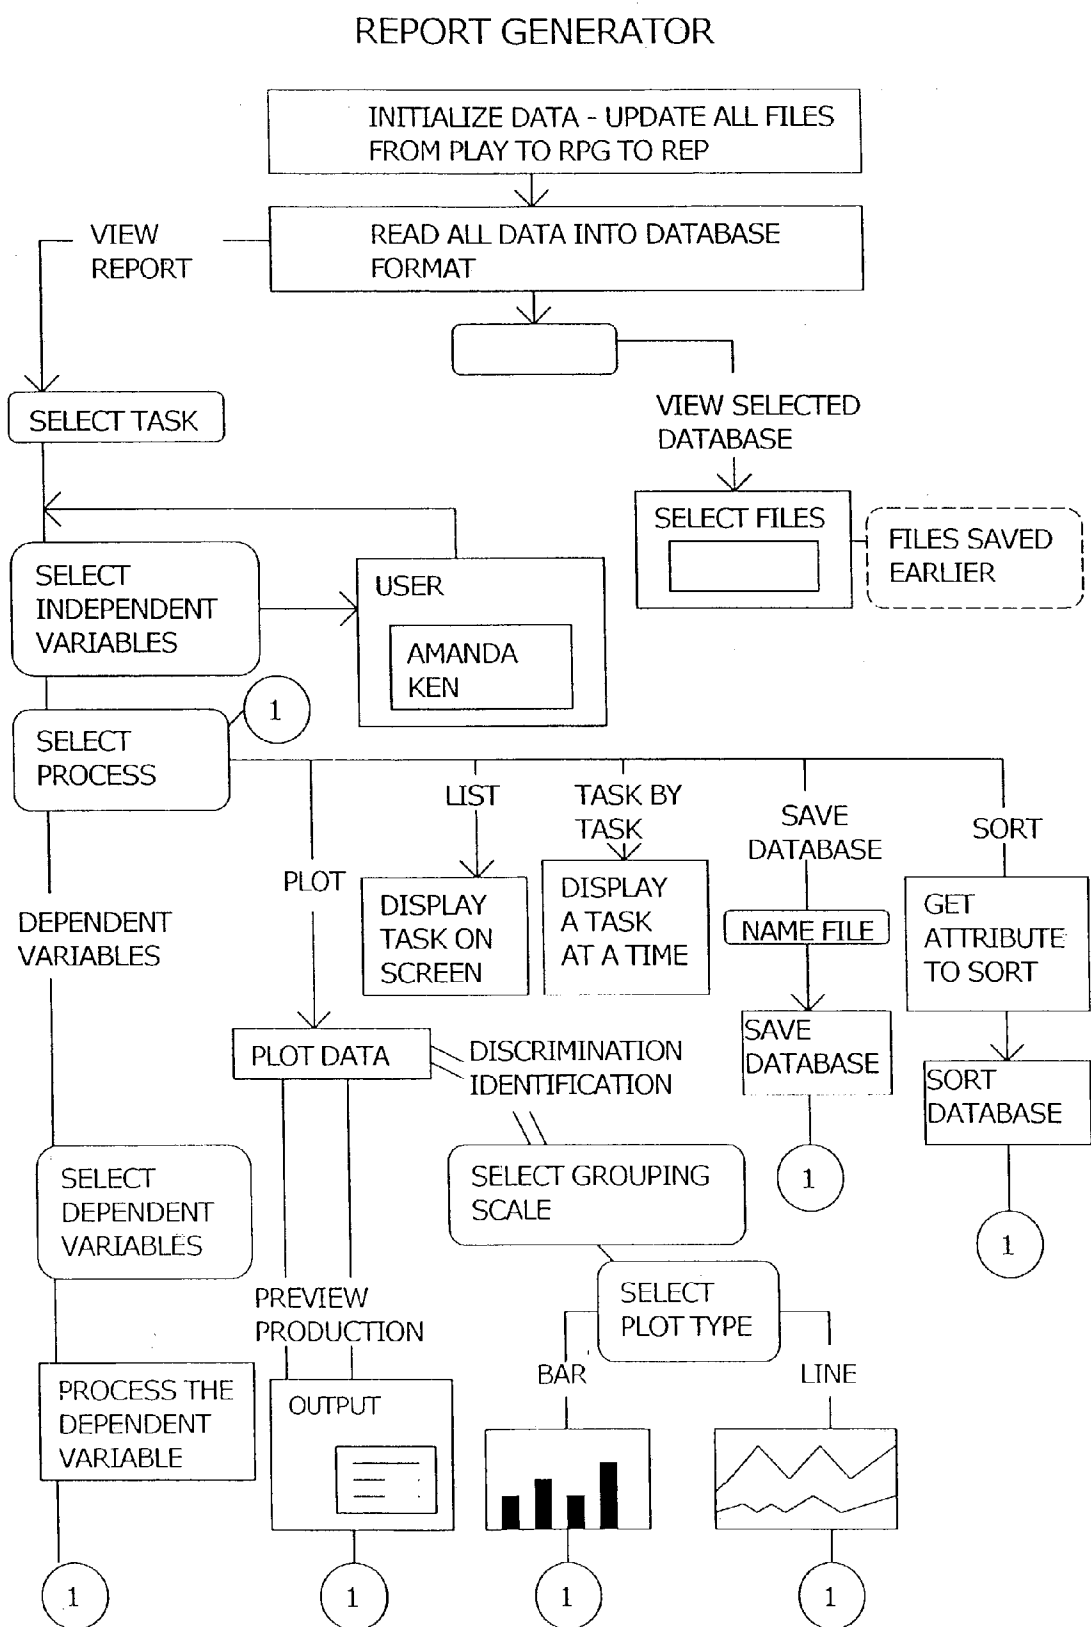 REPORT GENERATOR
INITIALIZE DATA - UPDATE ALL FILES
FROM PLAY TO RPG TO REP
VIEW
REPORT
READ ALL DATA INTO DATABASE
FORMAT
SELECT TASK
VIEW SELECTED
DATABASE
SELECT FILES
FILES SAVED
EARLIER
SELECT
INDEPENDENT
VARIABLES
USER
AMANDA
KEN
1
SELECT
PROCESS
PLOT
LIST
TASK BY
TASK
SAVE
DATABASE
SORT
DEPENDENT
VARIABLES
DISPLAY
TASK ON
SCREEN
DISPLAY
A TASK
AT A TIME
NAME FILE
GET
ATTRIBUTE
TO SORT
PLOT DATA
DISCRIMINATION
IDENTIFICATION
SAVE
DATABASE
SORT
DATABASE
1
1
SELECT
DEPENDENT
VARIABLES
SELECT GROUPING
SCALE
PREVIEW
PRODUCTION
SELECT
PLOT TYPE
BAR
LINE
PROCESS THE
DEPENDENT
VARIABLE
OUTPUT
1
1
1
1